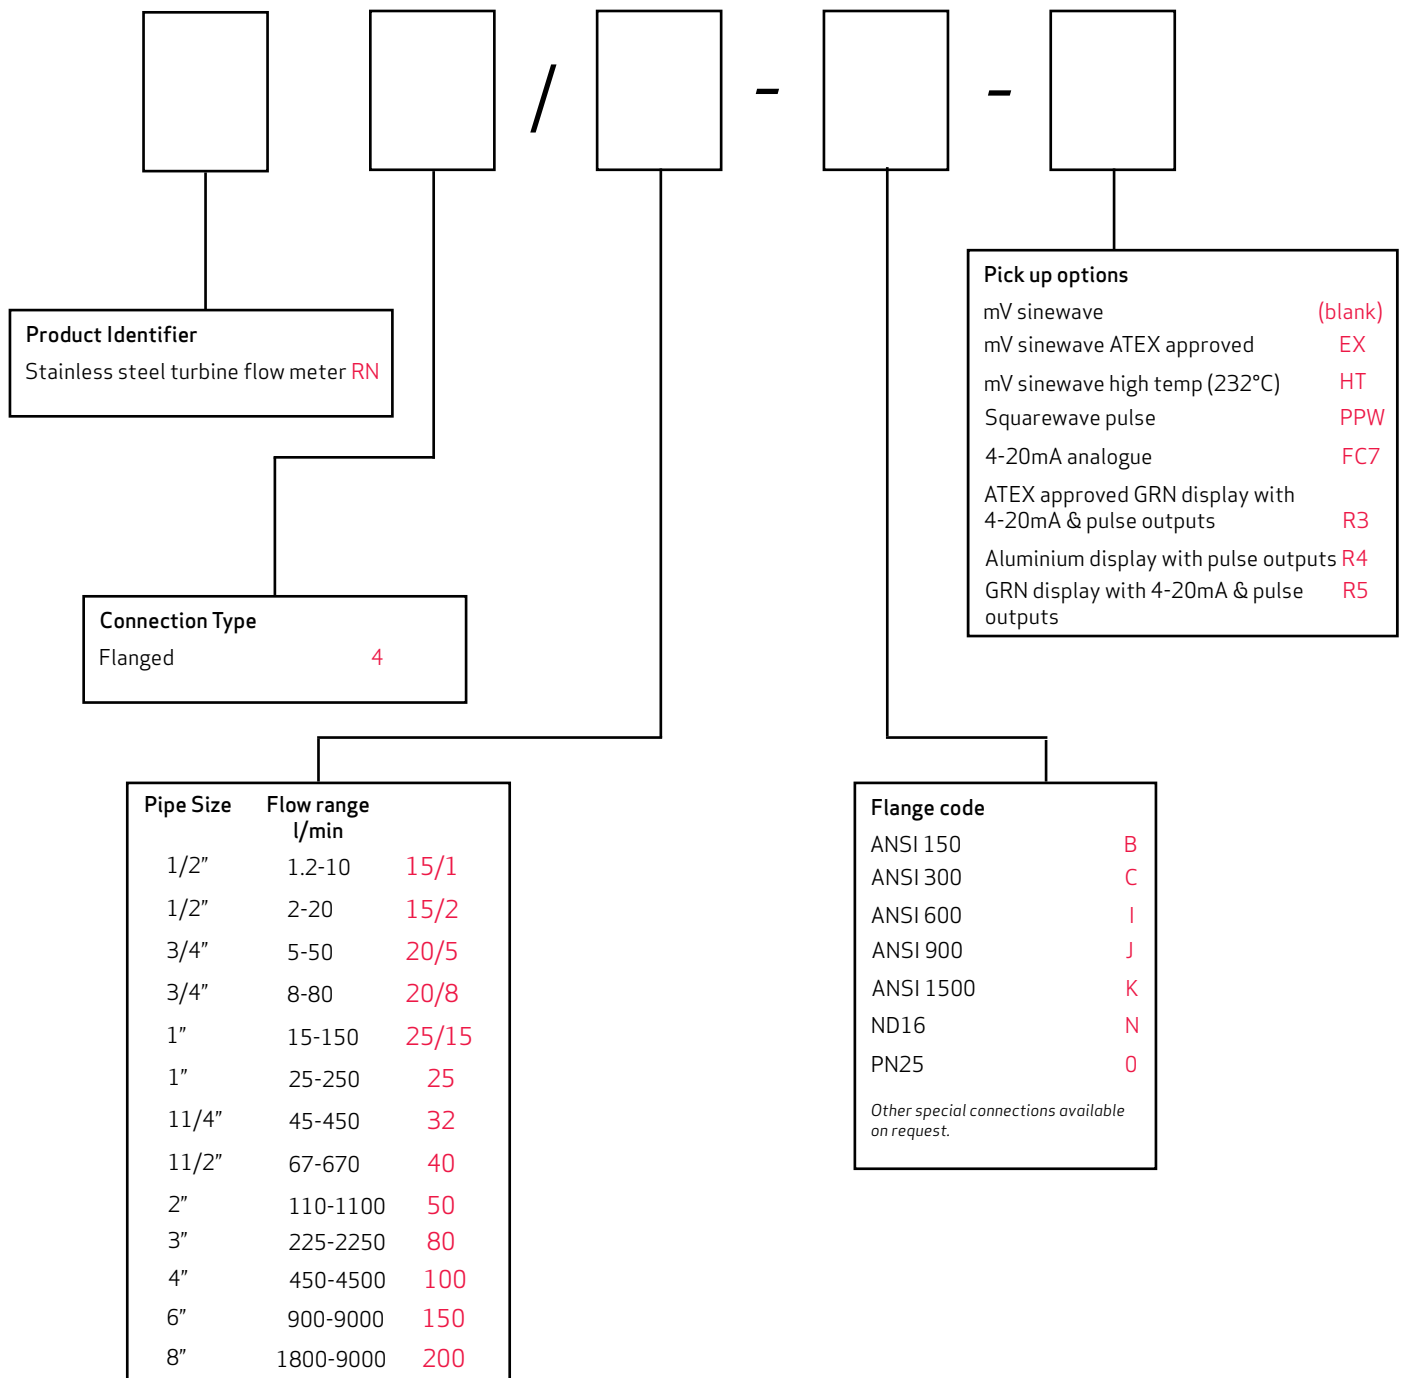 / - -
Product Identifier
Stainless steel turbine flow meter RN
Connection Type
Flanged 4
Pipe Size Flow range
l/min
1/2” 1.2-10 15/1
1/2” 2-20 15/2
3/4” 5-50 20/5
3/4” 8-80 20/8
1” 15-150 25/15
1” 25-250 25
11/4” 45-450 32
11/2” 67-670 40
2” 110-1100 50
3” 225-2250 80
4” 450-4500 100
6” 900-9000 150
8” 1800-9000 200
Flange code
ANSI 150 B
ANSI 300 C
ANSI 600 I
ANSI 900 J
ANSI 1500 K
ND16 N
PN25 0
Other special connections available
on request.
Pick up options
mV sinewave (blank)
mV sinewave ATEX approved EX
mV sinewave high temp (232°C) HT
Squarewave pulse PPW
4-20mA analogue FC7
ATEX approved GRN display with
4-20mA & pulse outputs R3
Aluminium display with pulse outputs R4
GRN display with 4-20mA & pulse R5
outputs